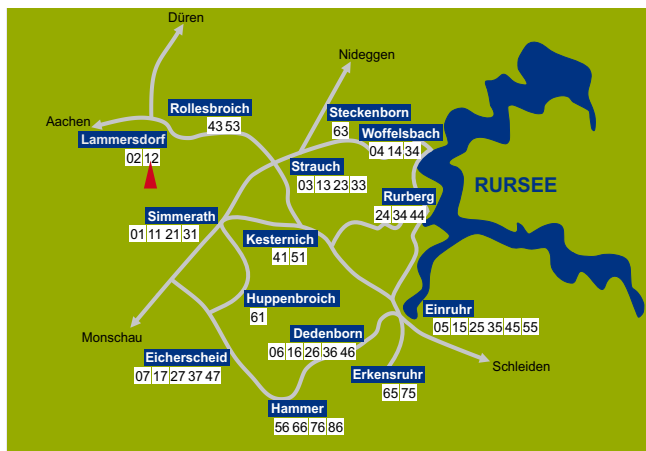 Düren
Nideggen
Aachen
Rollesbroich
43 53
Steckenborn
63
Lammersdorf
02 12
Woffelsbach
04 14 34
Strauch
03 13 23 33
RURSEE
Rurberg
24 34 44
Simmerath
01 11 21 31
Kesternich
41 51
Huppenbroich
61
Einruhr
05 15 25 35 45 55
Monschau
Dedenborn
06 16 26 36 46
Eicherscheid
07 17 27 37 47
Schleiden
Erkensruhr
65 75
Hammer
56 66 76 86